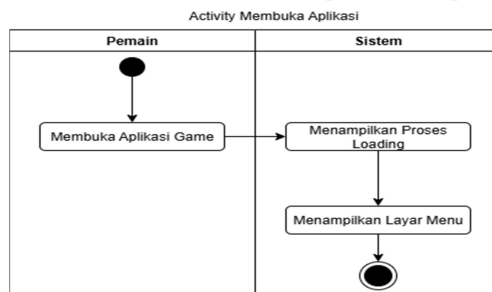 Activity Membuka Aplikasi
Pemain
Sistem
Membuka Aplikasi Game
Menampilkan Proses
Loading
Menampilkan Layar Menu